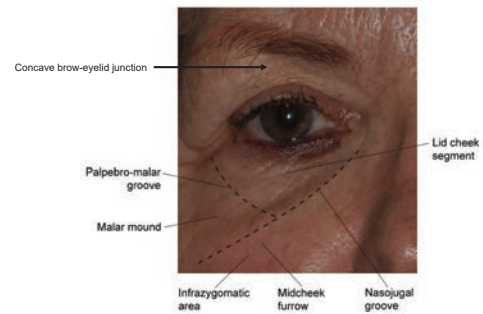 Concave brow-eyelid junction
Lid cheek
segment
Palpebro-malar
groove
Malar mound
Infrazygomatic
area
Midcheek
furrow
Nasojugal
groove